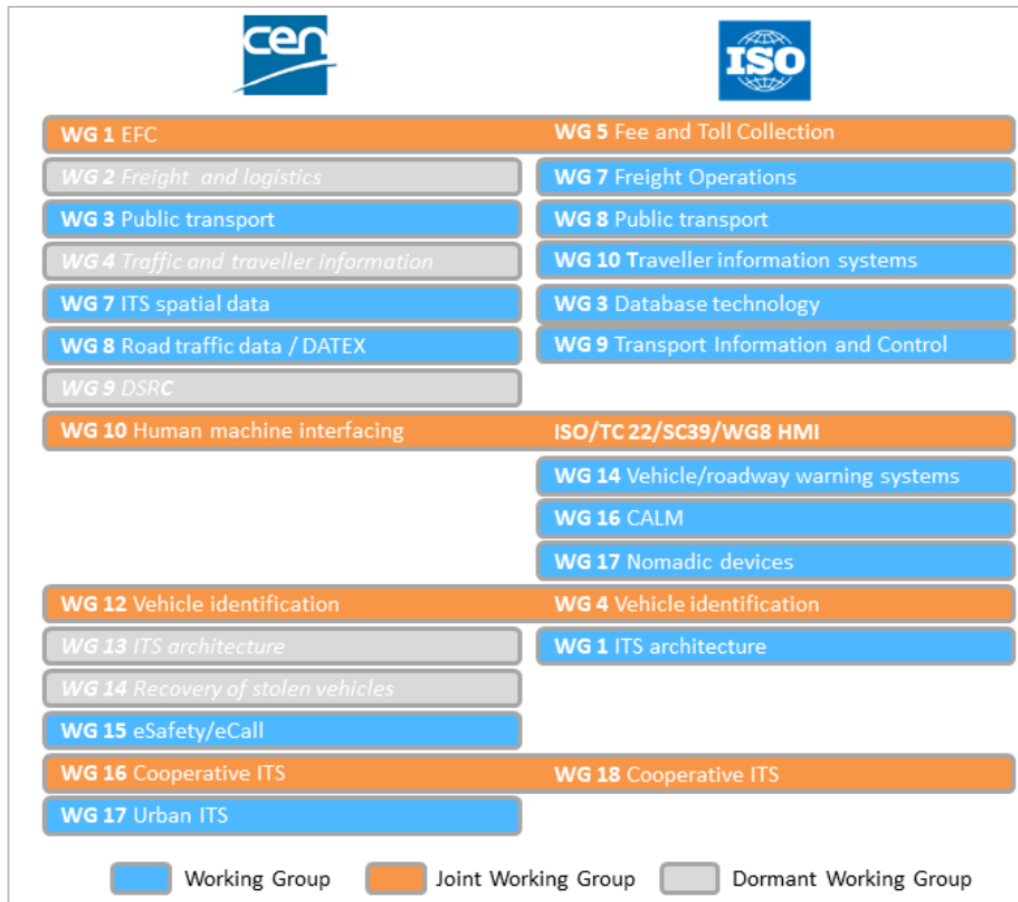 cen
ISO
WG 1 EFC WG 5 Fee and Toll Collection
WG 2 Freight and logistics WG 7 Freight Operations
WG 3 Public transport WG 8 Public transport
WG 4 Traffic and traveller information WG 10 Traveller information systems
WG 7 ITS spatial data WG 3 Database technology
WG 8 Road traffic data / DATEX WG 9 Transport Information and Control
WG 9 DSRC
WG 10 Human machine interfacing ISO/TC 22/SC39/WG8 HMI
WG 14 Vehicle/roadway warning systems
WG 16 CALM
WG 17 Nomadic devices
WG 12 Vehicle identification WG 4 Vehicle identification
WG 13 ITS architecture WG 1 ITS architecture
WG 14 Recovery of stolen vehicles
WG 15 eSafety/eCall
WG 16 Cooperative ITS WG 18 Cooperative ITS
WG 17 Urban ITS
Working Group Joint Working Group Dormant Working Group